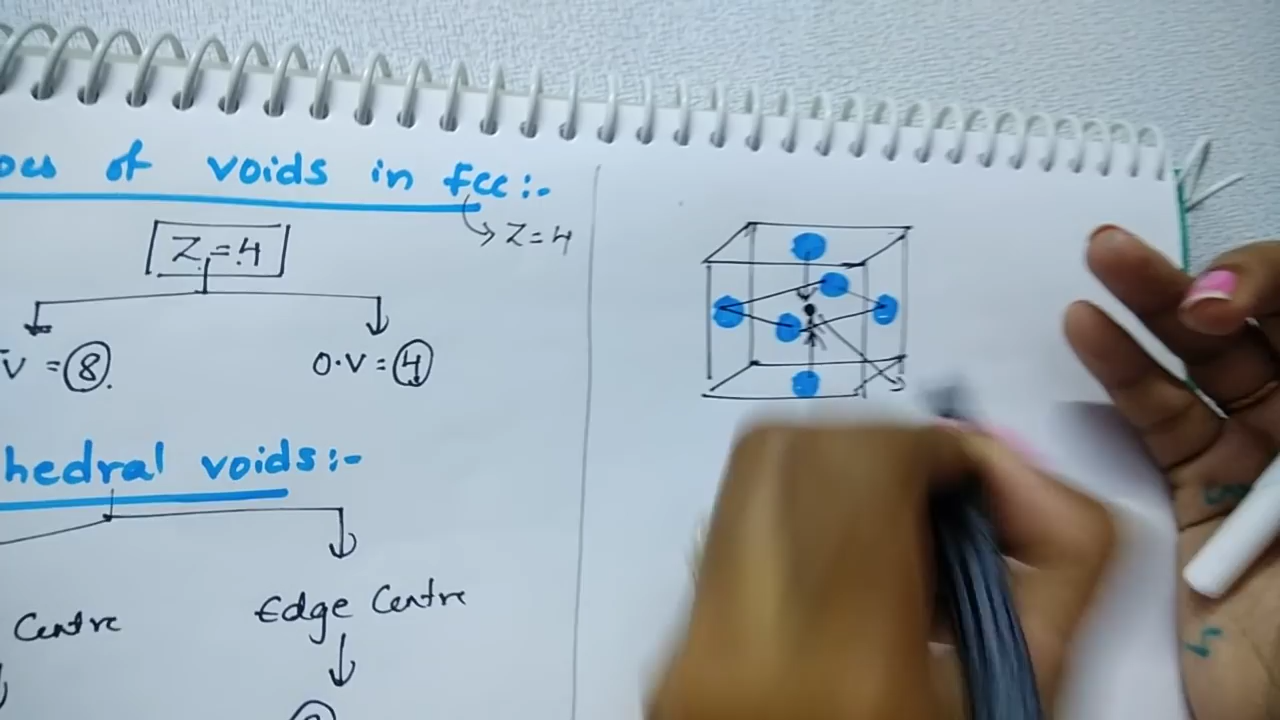 of voids in fcc:-
Z = 4
Z = 4
V = 8.
O.V = 4
hedral voids:-
Centre
Edge Centre